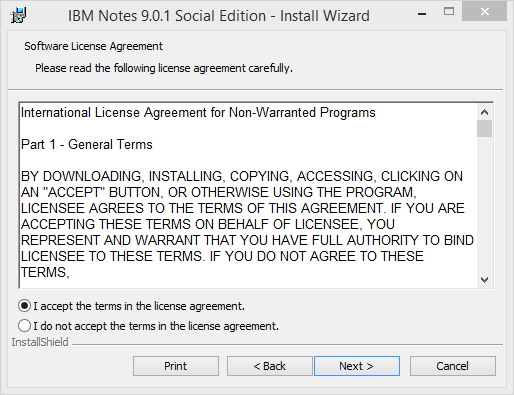 IBM Notes 9.0.1 Social Edition - Install Wizard
Software License Agreement
Please read the following license agreement carefully.
International License Agreement for Non-Warranted Programs
Part 1 - General Terms
BY DOWNLOADING, INSTALLING, COPYING, ACCESSING, CLICKING ON
AN "ACCEPT" BUTTON, OR OTHERWISE USING THE PROGRAM,
LICENSEE AGREES TO THE TERMS OF THIS AGREEMENT. IF YOU ARE
ACCEPTING THESE TERMS ON BEHALF OF LICENSEE, YOU
REPRESENT AND WARRANT THAT YOU HAVE FULL AUTHORITY TO BIND
LICENSEE TO THESE TERMS. IF YOU DO NOT AGREE TO THESE
TERMS,
I accept the terms in the license agreement.
I do not accept the terms in the license agreement.
InstallShield
Print < Back Next > Cancel